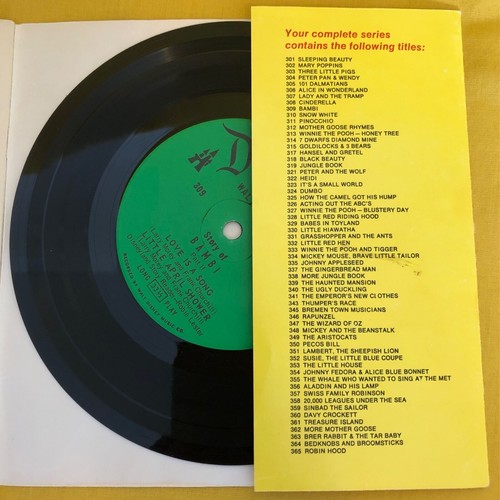 Your complete series
contains the following titles:
301 SLEEPING BEAUTY
302 MARY POPPINS
303 THREE LITTLE PIGS
304 PETER PAN & WENDY
305 101 DALMATIANS
306 ALICE IN WONDERLAND
307 LADY AND THE TRAMP
308 CINDERELLA
309 BAMBI
310 SNOW WHITE
311 PINOCCHIO
312 MOTHER GOOSE RHYMES
313 WINNIE THE POOH — HONEY TREE
314 7 DWARFS DIAMOND MINE
315 GOLDILOCKS & 3 BEARS
317 HANSEL AND GRETEL
318 BLACK BEAUTY
319 JUNGLE BOOK
321 PETER AND THE WOLF
322 HEIDI
323 IT'S A SMALL WORLD
324 DUMBO
325 HOW THE CAMEL GOT HIS HUMP
326 ACTING OUT THE ABC'S
327 WINNIE THE POOH — BLUSTERY DAY
328 LITTLE RED RIDING HOOD
329 BABES IN TOYLAND
330 LITTLE HIAWATHA
331 GRASSHOPPER AND THE ANTS
332 LITTLE RED HEN
333 WINNIE THE POOH AND TIGGER
334 MICKEY MOUSE, BRAVE LITTLE TAILOR
335 JOHNNY APPLESEED
337 THE GINGERBREAD MAN
338 MORE JUNGLE BOOK
339 THE HAUNTED MANSION
340 THE UGLY DUCKLING
341 THE EMPEROR'S NEW CLOTHES
343 THUMPER'S RACE
345 BREMEN TOWN MUSICIANS
346 RAPUNZEL
347 THE WIZARD OF OZ
348 MICKEY AND THE BEANSTALK
349 THE ARISTOCATS
350 PECOS BILL
351 LAMBERT, THE SHEEPISH LION
352 SUSIE, THE LITTLE BLUE COUPE
353 THE LITTLE HOUSE
354 JOHNNY FEDORA & ALICE BLUE BONNET
355 THE WHALE WHO WANTED TO SING AT THE MET
356 ALADDIN AND HIS LAMP
357 SWISS FAMILY ROBINSON
358 20,000 LEAGUES UNDER THE SEA
359 SINBAD THE SAILOR
360 DAVY CROCKETT
361 TREASURE ISLAND
362 MORE MOTHER GOOSE
363 BRER RABBIT & THE TAR BABY
364 BEDKNOBS AND BROOMSTICKS
365 ROBIN HOOD
309
Story of
BAMBI
LOVE IS A SONG
LITTLE APRIL SHOWER
LONG PLAY